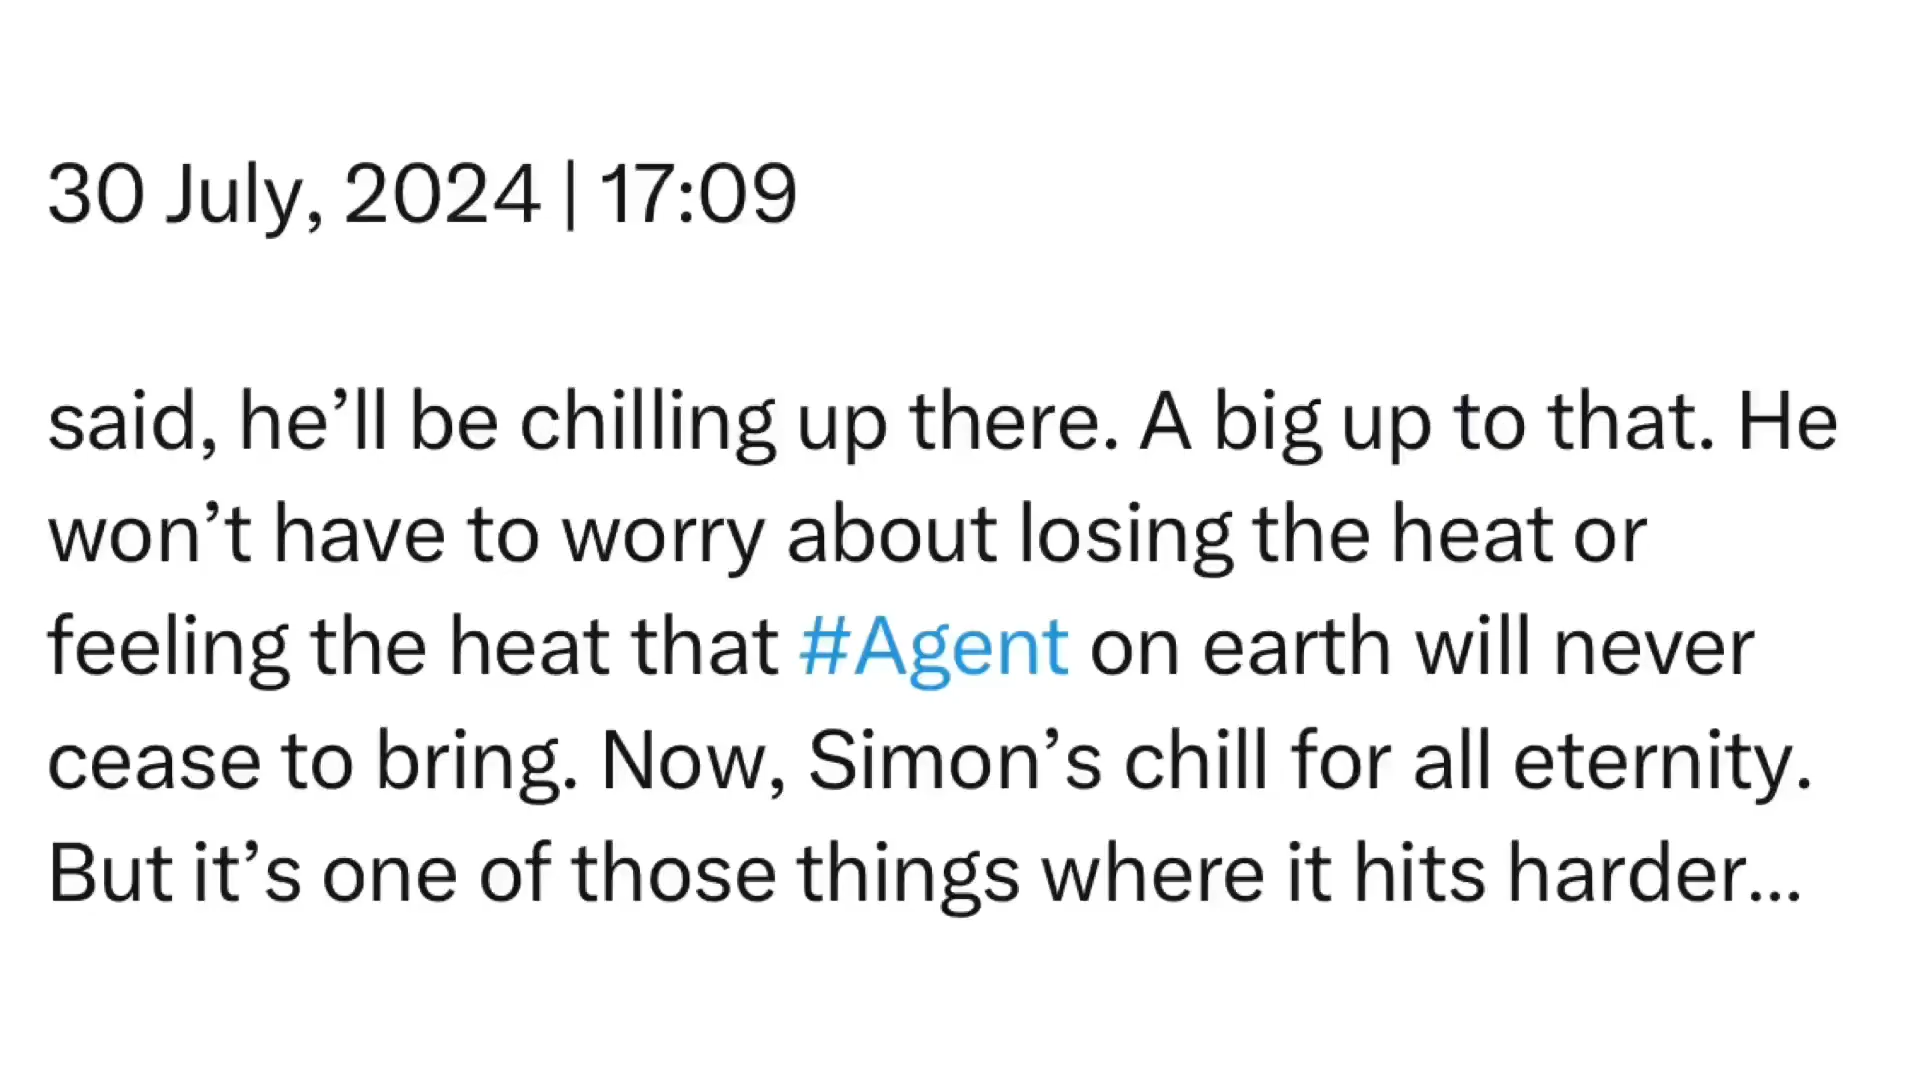 30 July, 2024 | 17:09
said, he’ll be chilling up there. A big up to that. He
won’t have to worry about losing the heat or
feeling the heat that #Agent on earth will never
cease to bring. Now, Simon’s chill for all eternity.
But it’s one of those things where it hits harder...